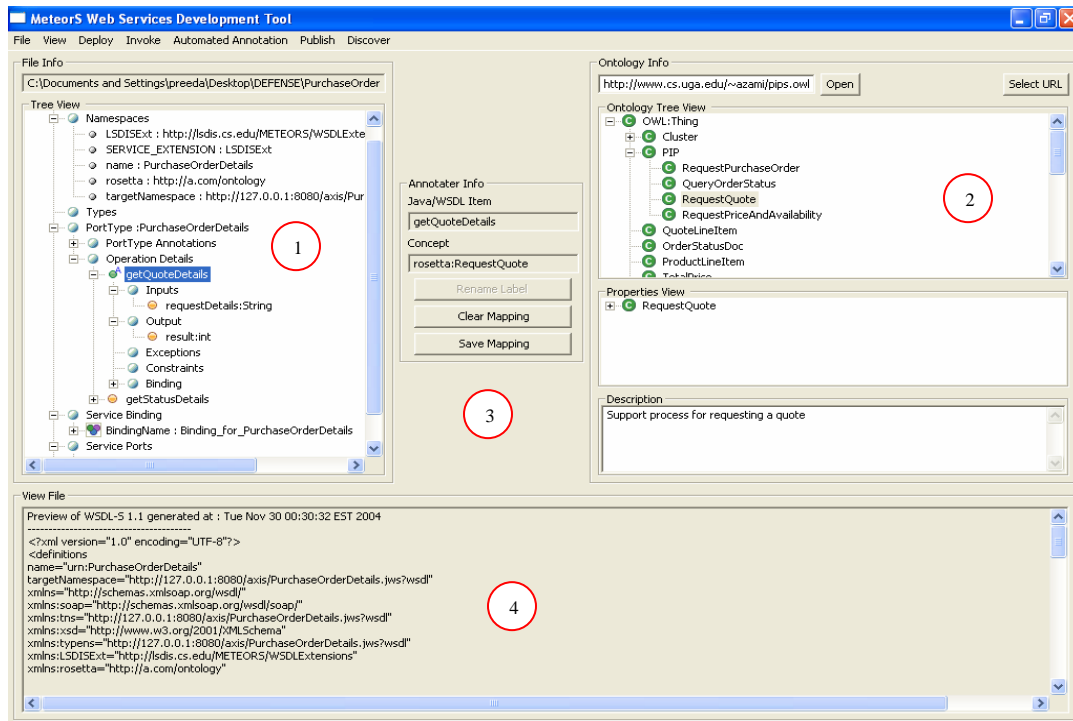 MeteorS Web Services Development Tool
File View Deploy Invoke Automated Annotation Publish Discover
File Info
C:\Documents and Settings\preeda\Desktop\DEFENSE\PurchaseOrder
Tree View
Namespaces
LSDISExt : http://lsdis.cs.edu/METEORS/WSDLExte
SERVICE_EXTENSION : LSDISExt
name : PurchaseOrderDetails
rosetta : http://a.com/ontology
targetNamespace : http://127.0.0.1:8080/axis/Pur
Types
PortType :PurchaseOrderDetails
PortType Annotations
Operation Details
getQuoteDetails
Inputs
requestDetails:String
Output
result:int
Exceptions
Constraints
Binding
getStatusDetails
Service Binding
BindingName : Binding_for_PurchaseOrderDetails
Service Ports
1
Annotater Info
Java/WSDL Item
getQuoteDetails
Concept
rosetta:RequestQuote
Rename Label
Clear Mapping
Save Mapping
3
Ontology Info
http://www.cs.uga.edu/~azami/pips.owl Open Select URL
Ontology Tree View
OWL:Thing
Cluster
PIP
RequestPurchaseOrder
QueryOrderStatus
RequestQuote
RequestPriceAndAvailability
QuoteLineItem
OrderStatusDoc
ProductLineItem
TotalPrice
2
Properties View
RequestQuote
Description
Support process for requesting a quote
View File
Preview of WSDL-S 1.1 generated at : Tue Nov 30 00:30:32 EST 2004
----------------------------------------
<?xml version="1.0" encoding="UTF-8"?>
<definitions
name="urn:PurchaseOrderDetails"
targetNamespace="http://127.0.0.1:8080/axis/PurchaseOrderDetails.jws?wsdl"
xmlns="http://schemas.xmlsoap.org/wsdl/"
xmlns:soap="http://schemas.xmlsoap.org/wsdl/soap/"
xmlns:tns="http://127.0.0.1:8080/axis/PurchaseOrderDetails.jws?wsdl"
xmlns:xsd="http://www.w3.org/2001/XMLSchema"
xmlns:typens="http://127.0.0.1:8080/axis/PurchaseOrderDetails.jws?wsdl"
xmlns:LSDISExt="http://lsdis.cs.edu/METEORS/WSDLExtensions"
xmlns:rosetta="http://a.com/ontology"
4